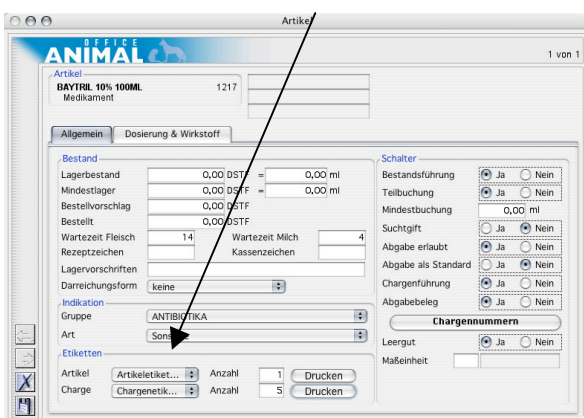 Artikel
OFFICE
ANIMAL
1 von 1
Artikel
BAYTRIL 10% 100ML 1217
Medikament
Allgemein Dosierung & Wirkstoff
Bestand
Lagerbestand 0,00 DSTF = 0,00 ml
Mindestlager 0,00 DSTF = 0,00 ml
Bestellvorschlag 0,00 DSTF
Bestellt 0,00 DSTF
Wartezeit Fleisch 14 Wartezeit Milch 4
Rezeptzeichen Kassenzeichen
Lagervorschriften
Darreichungsform keine
Indikation
Gruppe ANTIBIOTIKA
Art
Etiketten
Artikel Artikeletiket... Anzahl 1 Drucken
Charge Chargenetik... Anzahl 5 Drucken
Schalter
Bestandsführung Ja Nein
Teilbuchung Ja Nein
Mindestbuchung 0,00 ml
Suchtgift Ja Nein
Abgabe erlaubt Ja Nein
Abgabe als Standard Ja Nein
Chargenführung Ja Nein
Abgabebeleg Ja Nein
Chargennummern
Leergut Ja Nein
Maßeinheit